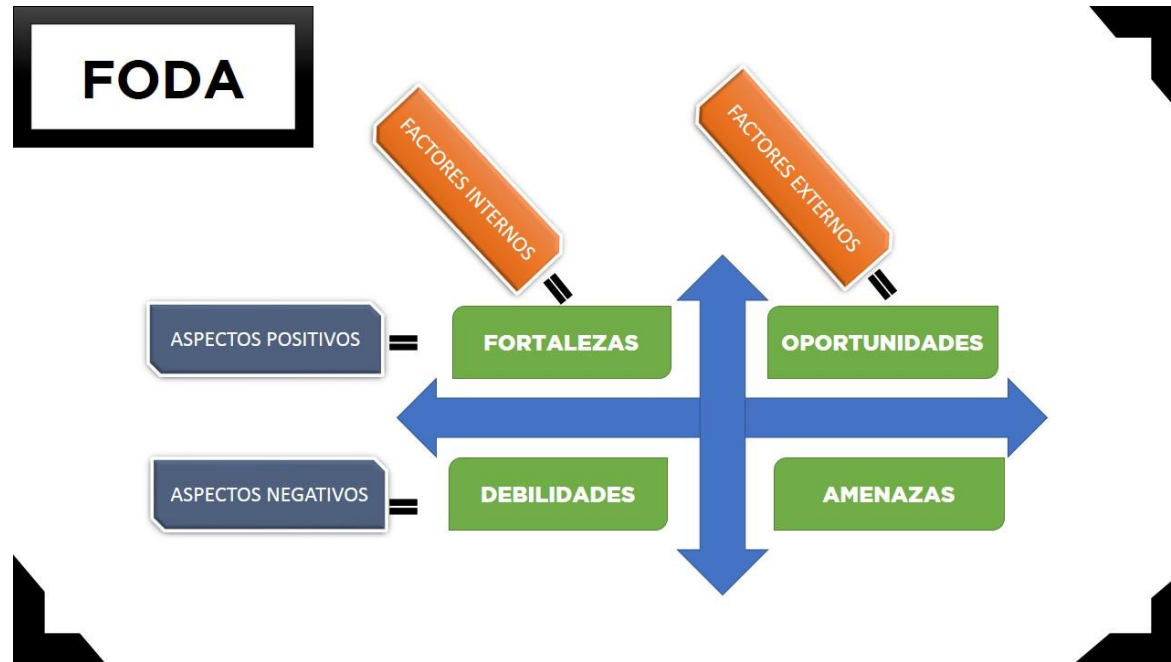 FODA
FACTORES INTERNOS
FACTORES EXTERNOS
ASPECTOS POSITIVOS
FORTALEZAS
OPORTUNIDADES
ASPECTOS NEGATIVOS
DEBILIDADES
AMENAZAS